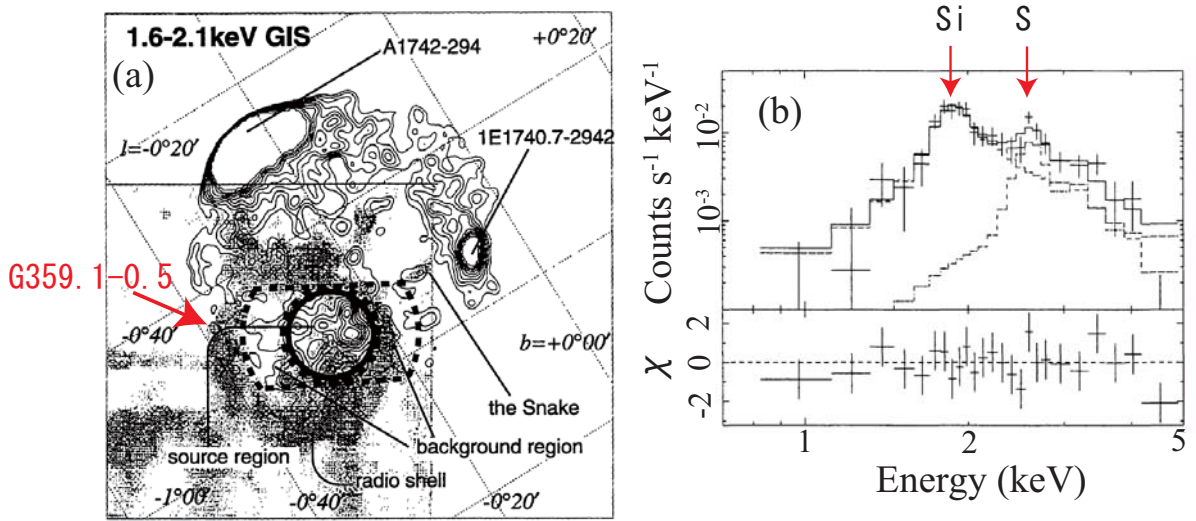 1.6-2.1keV GIS
(a)
A1742-294
+0°20′
1E1740.7-2942
l=-0°20′
G359.1-0.5
-0°40′
b=+0°00′
the Snake
background region
source region
radio shell
-1°00′
-0°40′
-0°20′
Si
S
(b)
Counts s-1 keV-1
10-2
10-3
χ
2
0
-2
1
2
5
Energy (keV)